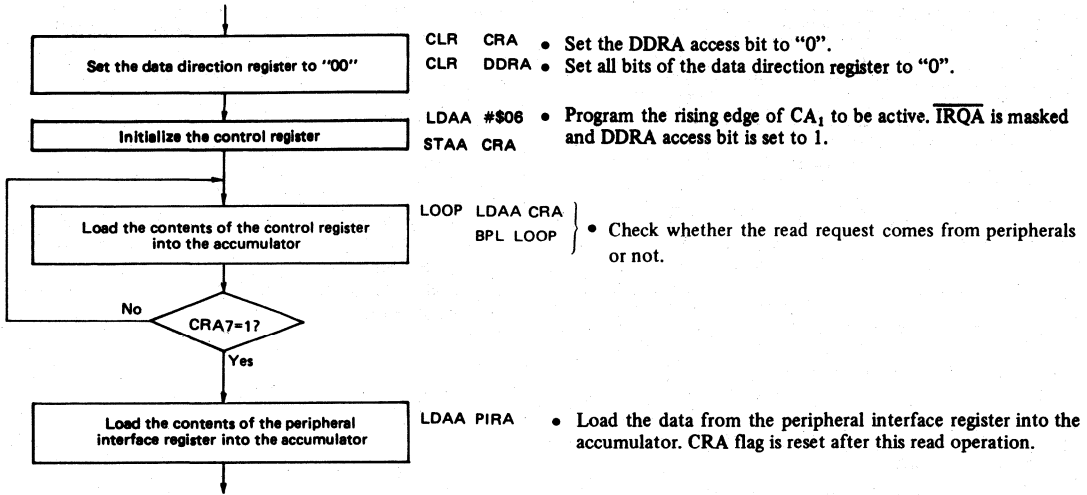 Set the data direction register to "00"
CLR CRA • Set the DDRA access bit to “0”.
CLR DDRA • Set all bits of the data direction register to “0”.
Initialize the control register
LDAA #$06 • Program the rising edge of CA₁ to be active. I̅R̅Q̅A̅ is masked
STAA CRA and DDRA access bit is set to 1.
Load the contents of the control register
into the accumulator
LOOP LDAA CRA
BPL LOOP
• Check whether the read request comes from peripherals
or not.
No
CRA7=1?
Yes
Load the contents of the peripheral
interface register into the accumulator
LDAA PIRA • Load the data from the peripheral interface register into the
accumulator. CRA flag is reset after this read operation.